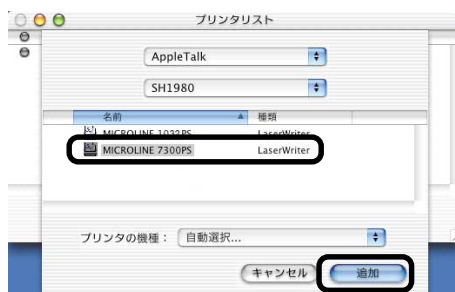 プリンタリスト
AppleTalk
SH1980
名前 種類
MICROLINE 1032PS LaserWriter
MICROLINE 7300PS LaserWriter
プリンタの機種： 自動選択...
キャンセル 追加